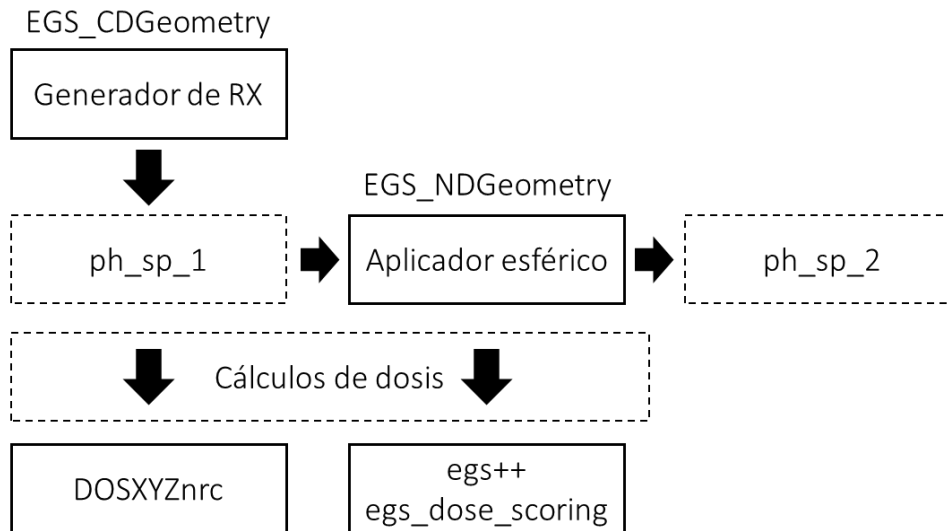 EGS_CDGeometry
Generador de RX
EGS_NDGeometry
ph_sp_1
Aplicador esférico
ph_sp_2
Cálculos de dosis
DOSXYZnrc
egs++
egs_dose_scoring